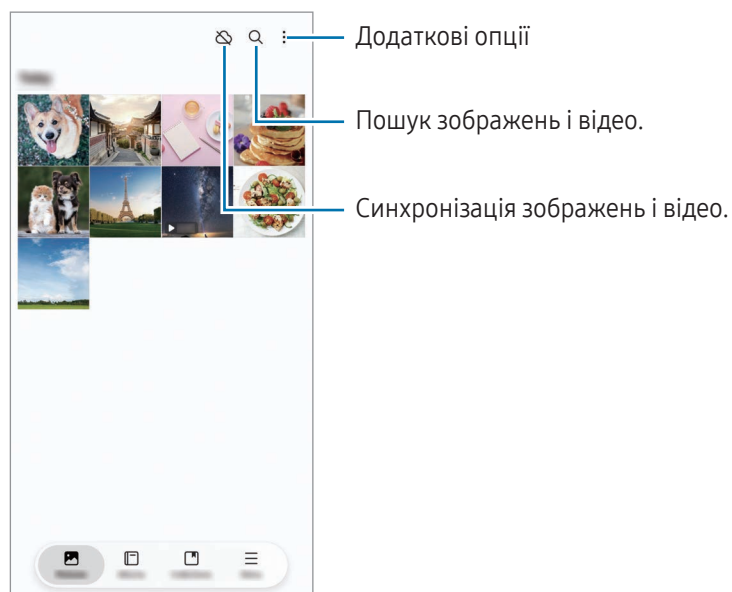 Додаткові опції
Пошук зображень і відео.
Синхронізація зображень і відео.